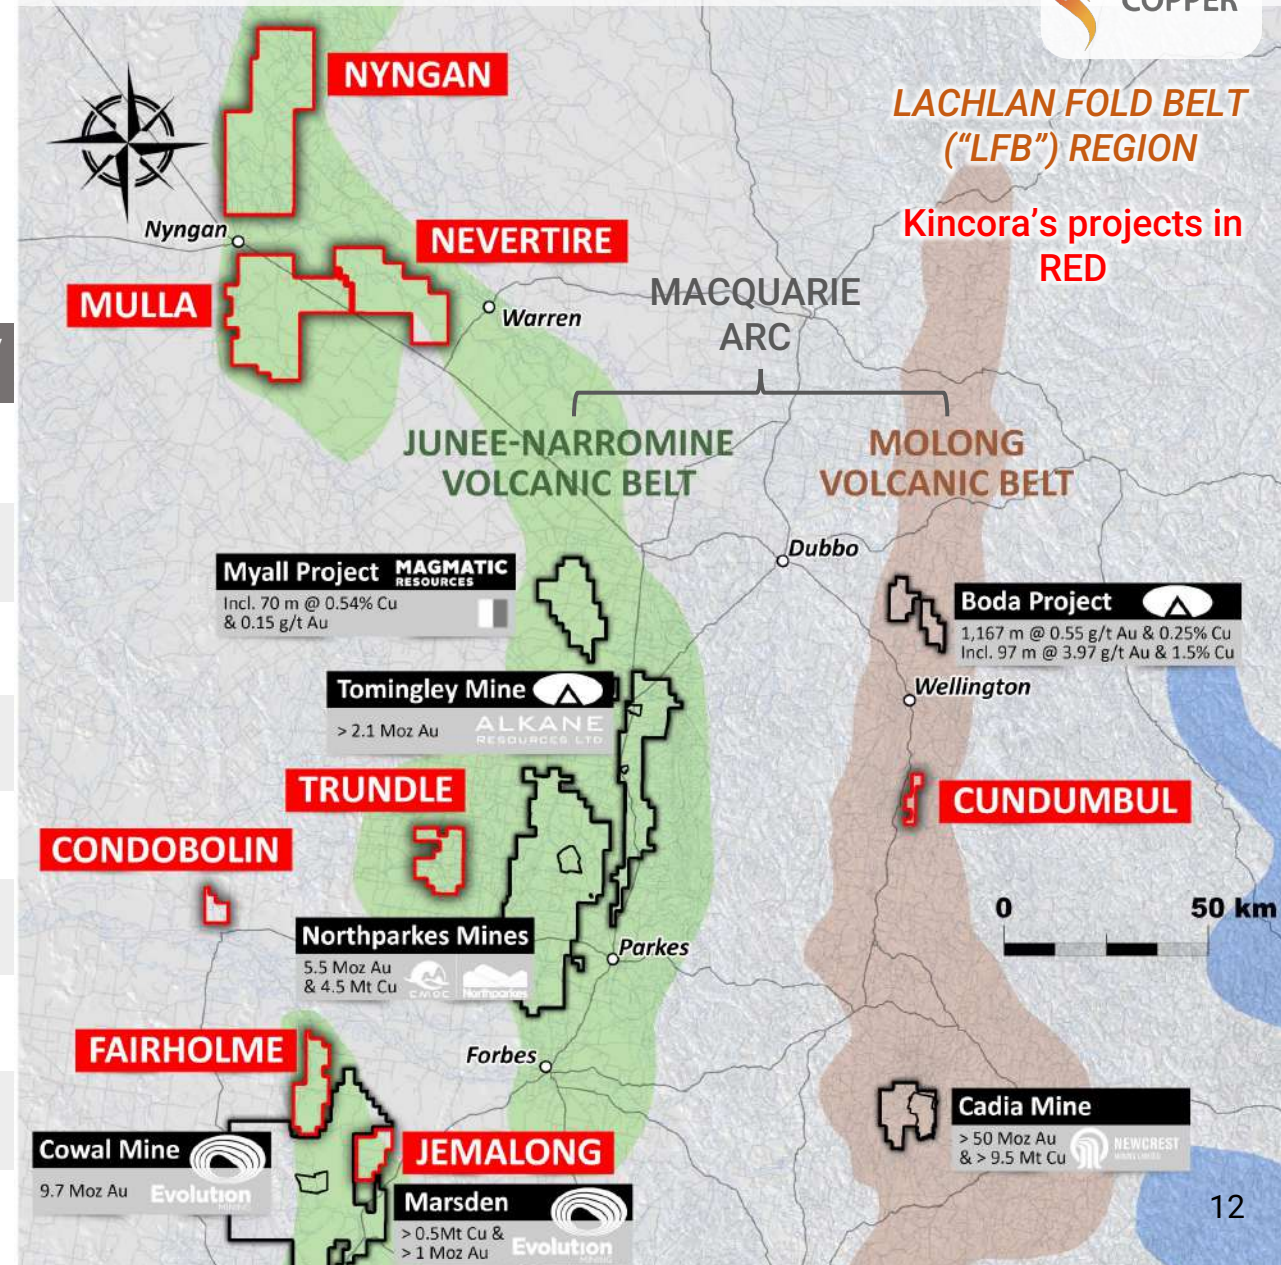 COPPER
LACHLAN FOLD BELT
(“LFB”) REGION
Kincora’s projects in
RED
NYNGAN
Nyngan
NEVERTIRE
MULLA
Warren
MACQUARIE
ARC
JUNEE-NARROMINE
VOLCANIC BELT
MOLONG
VOLCANIC BELT
Dubbo
Myall Project MAGMATIC
RESOURCES
Incl. 70 m @ 0.54% Cu
& 0.15 g/t Au
Boda Project
1,167 m @ 0.55 g/t Au & 0.25% Cu
Incl. 97 m @ 3.97 g/t Au & 1.5% Cu
Wellington
Tomingley Mine
> 2.1 Moz Au
ALKANE
RESOURCES LTD
TRUNDLE
CUNDUMBUL
CONDOBOLIN
0 50 km
Northparkes Mines
5.5 Moz Au
& 4.5 Mt Cu
CMOC Northparkes
Parkes
FAIRHOLME
Forbes
Cadia Mine
> 50 Moz Au
& > 9.5 Mt Cu
NEWCREST
Cowal Mine
9.7 Moz Au
Evolution
JEMALONG
Marsden
> 0.5Mt Cu &
> 1 Moz Au
Evolution
12